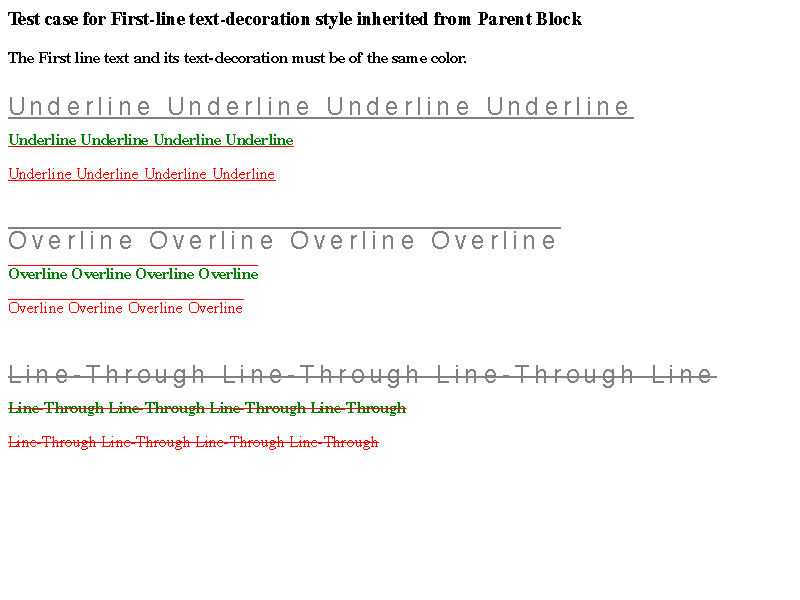 Test case for First-line text-decoration style inherited from Parent Block
The First line text and its text-decoration must be of the same color.
Underline Underline Underline Underline
Underline Underline Underline Underline
Underline Underline Underline Underline
Overline Overline Overline Overline
Overline Overline Overline Overline
Overline Overline Overline Overline
Line-Through Line-Through Line-Through Line
Line-Through Line-Through Line-Through Line-Through
Line-Through Line-Through Line-Through Line-Through